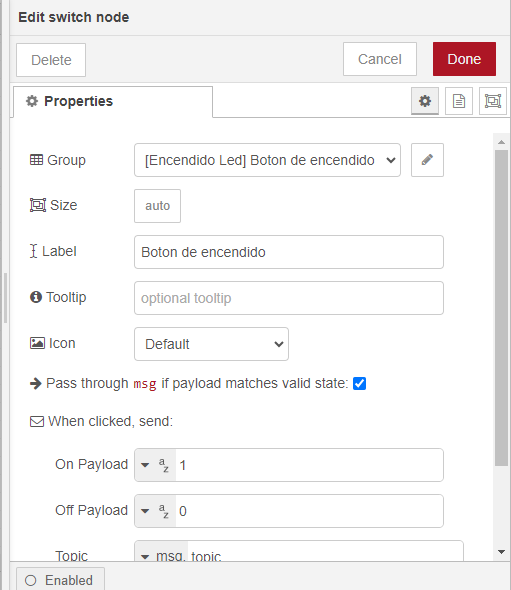 Edit switch node
Delete
Cancel
Done
Properties
Group
[Encendido Led] Boton de encendido
Size
auto
Label
Boton de encendido
Tooltip
optional tooltip
Icon
Default
Pass through msg if payload matches valid state:
When clicked, send:
On Payload
az 1
Off Payload
az 0
Topic
msg. topic
Enabled